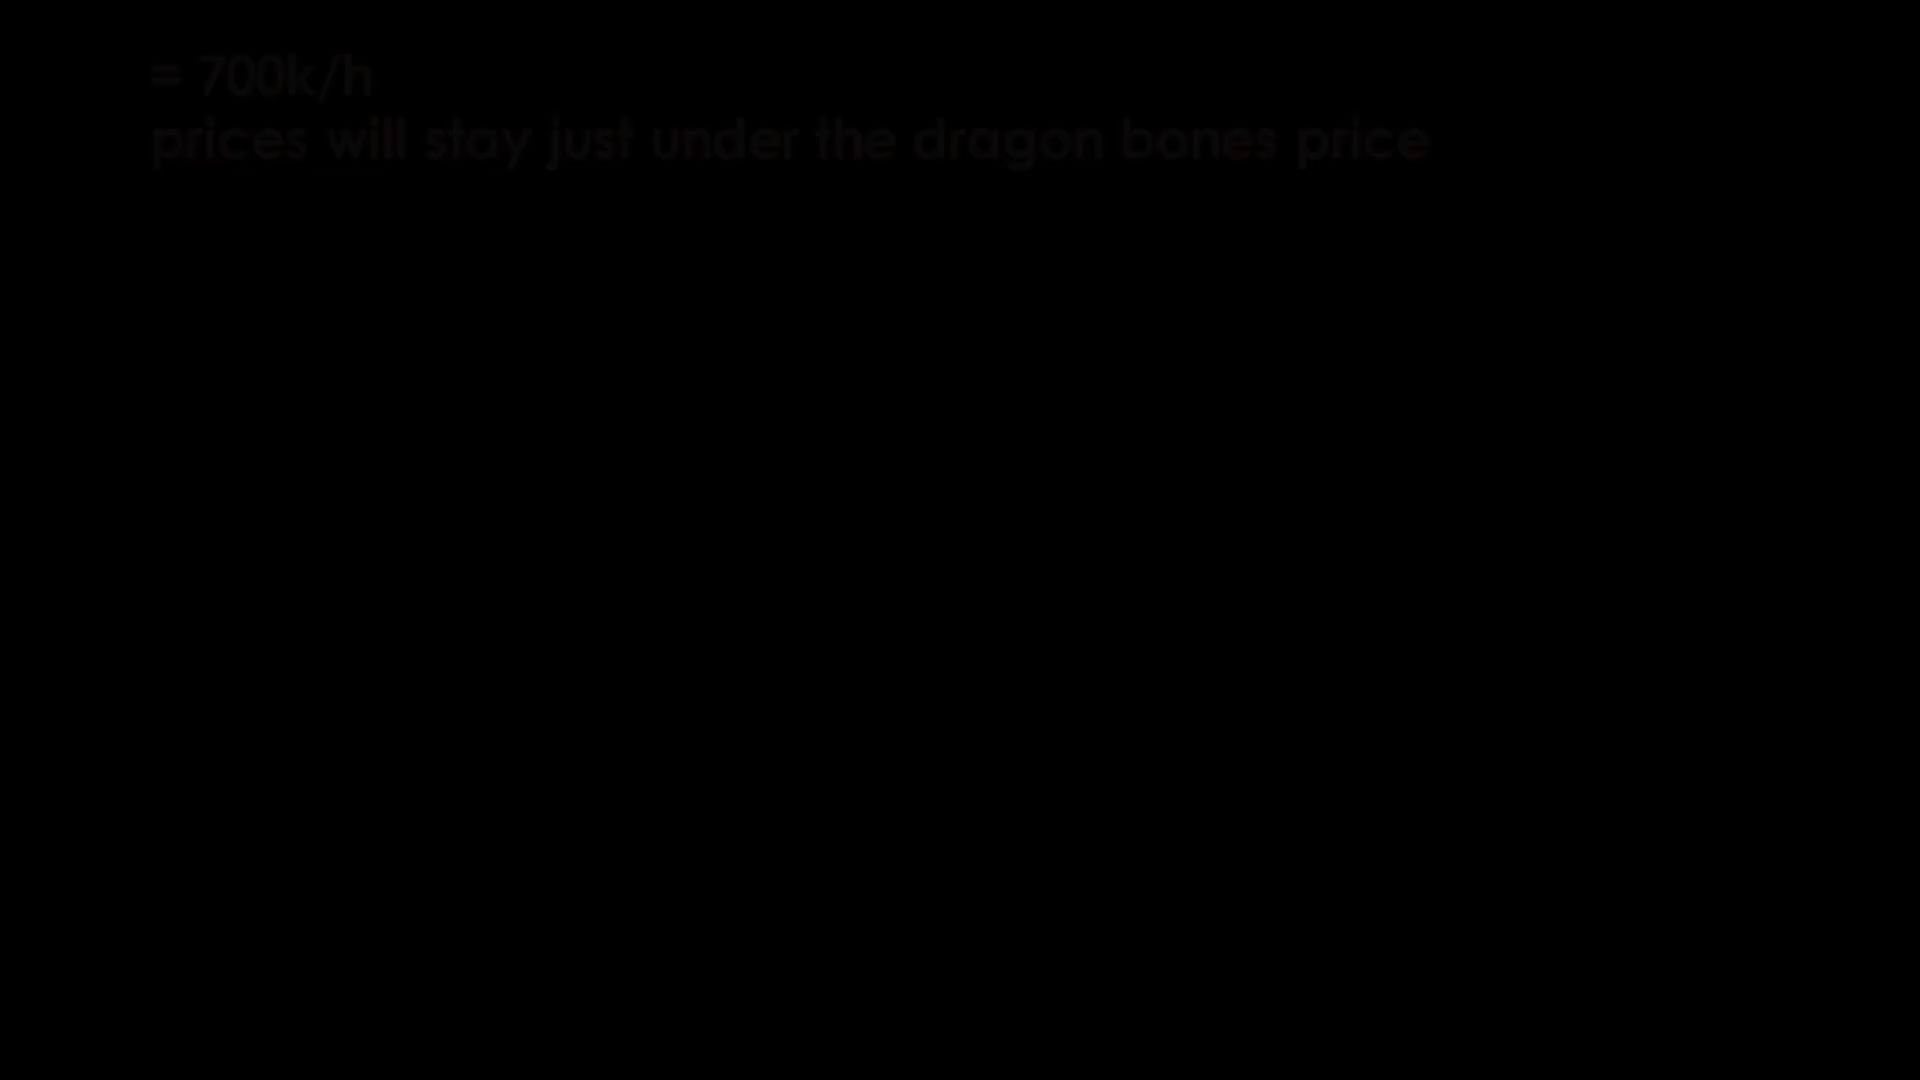 = 700k/h
prices will stay just under the dragon bones price